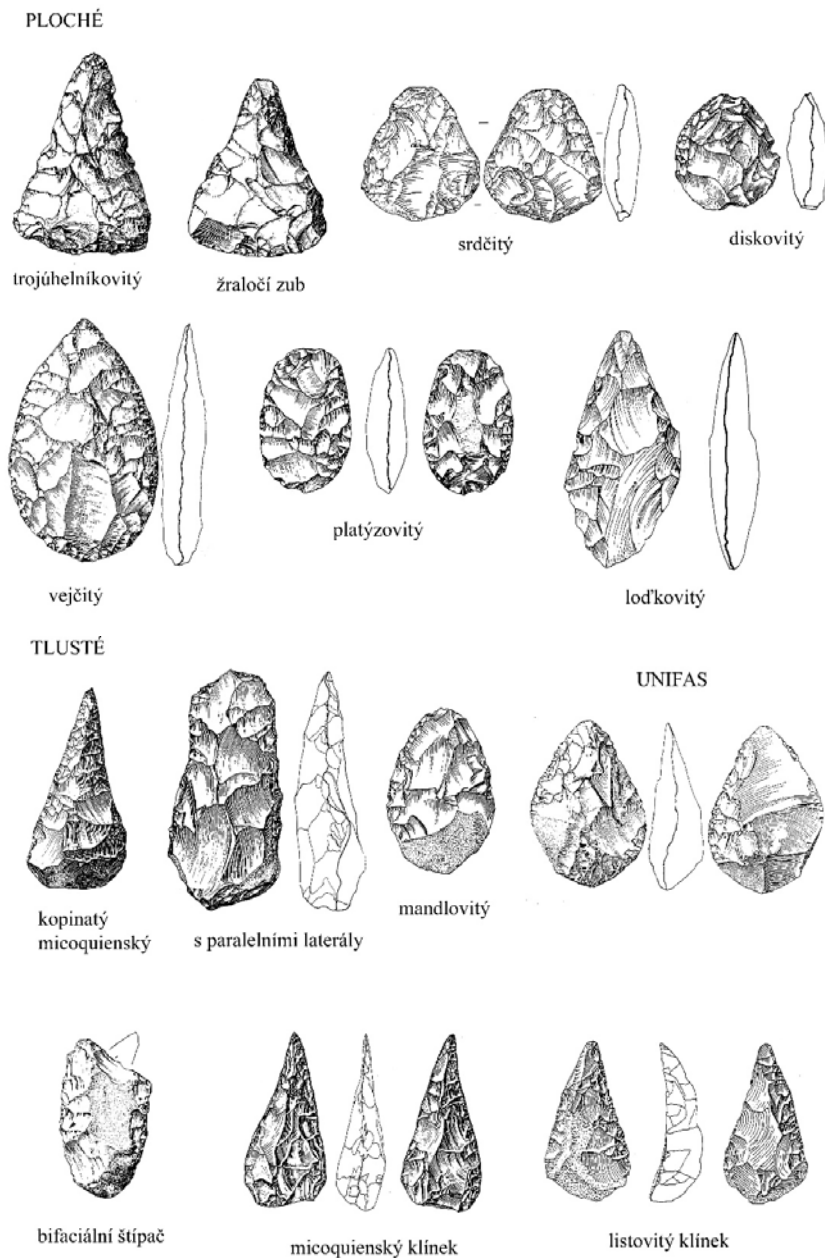 PLOCHÉ
trojúhelníkovitý
žraločí zub
srdčitý
diskovitý
vejčitý
platýzovitý
loďkovitý
TLUSTÉ
UNIFAS
kopinatý
micoquienský
s paralelními laterály
mandlovitý
bifaciální štípač
micoquienský klínek
listovitý klínek